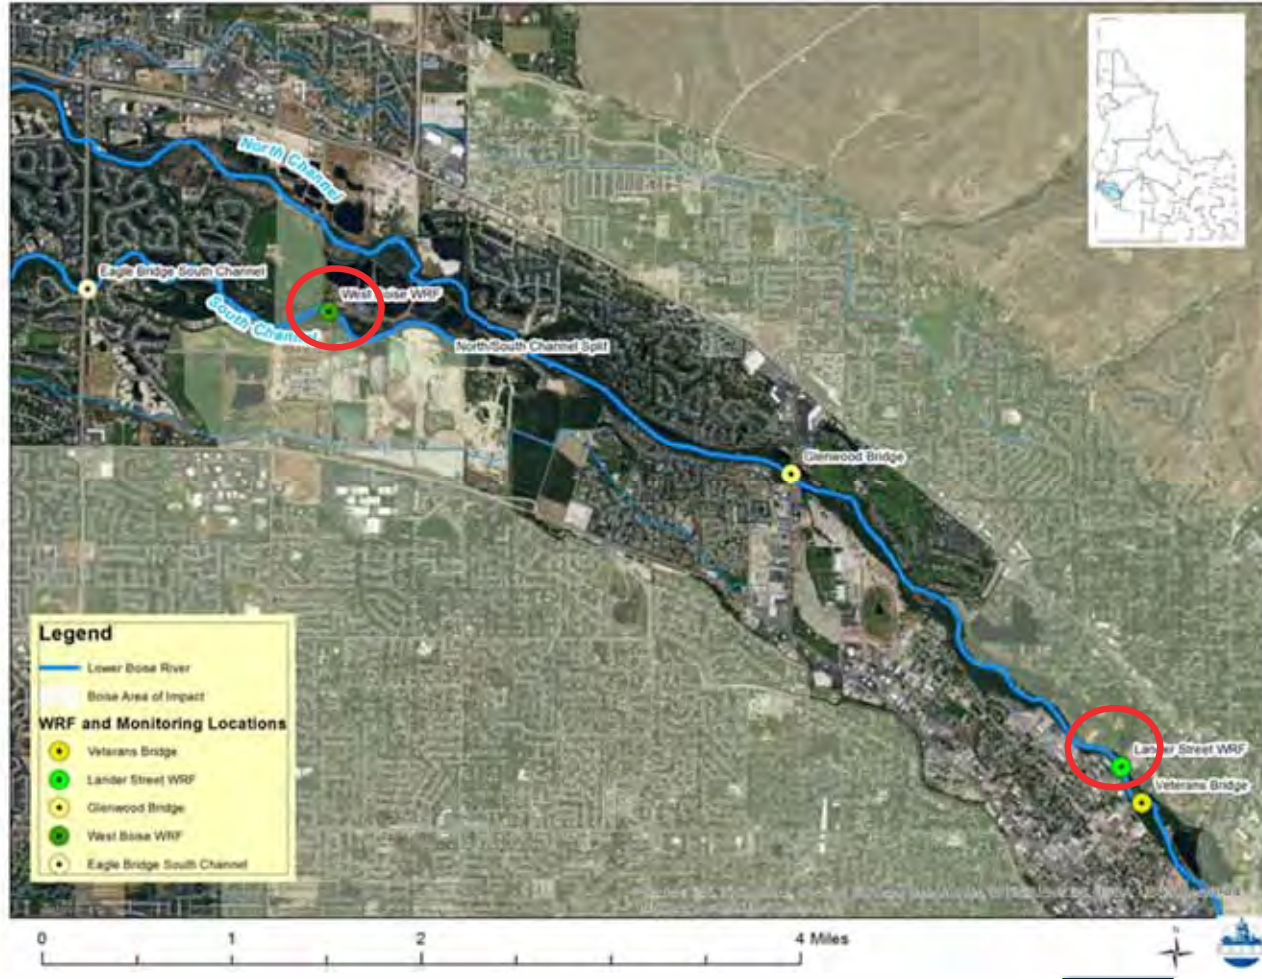 North Channel
Eagle Bridge South Channel
West Boise WRF
South Channel
North/South Channel Split
Glenwood Bridge
Lander Street WRF
Veterans Bridge
Legend
Lower Boise River
Boise Area of Impact
WRF and Monitoring Locations
Veterans Bridge
Lander Street WRF
Glenwood Bridge
West Boise WRF
Eagle Bridge South Channel
0 1 2 4 Miles